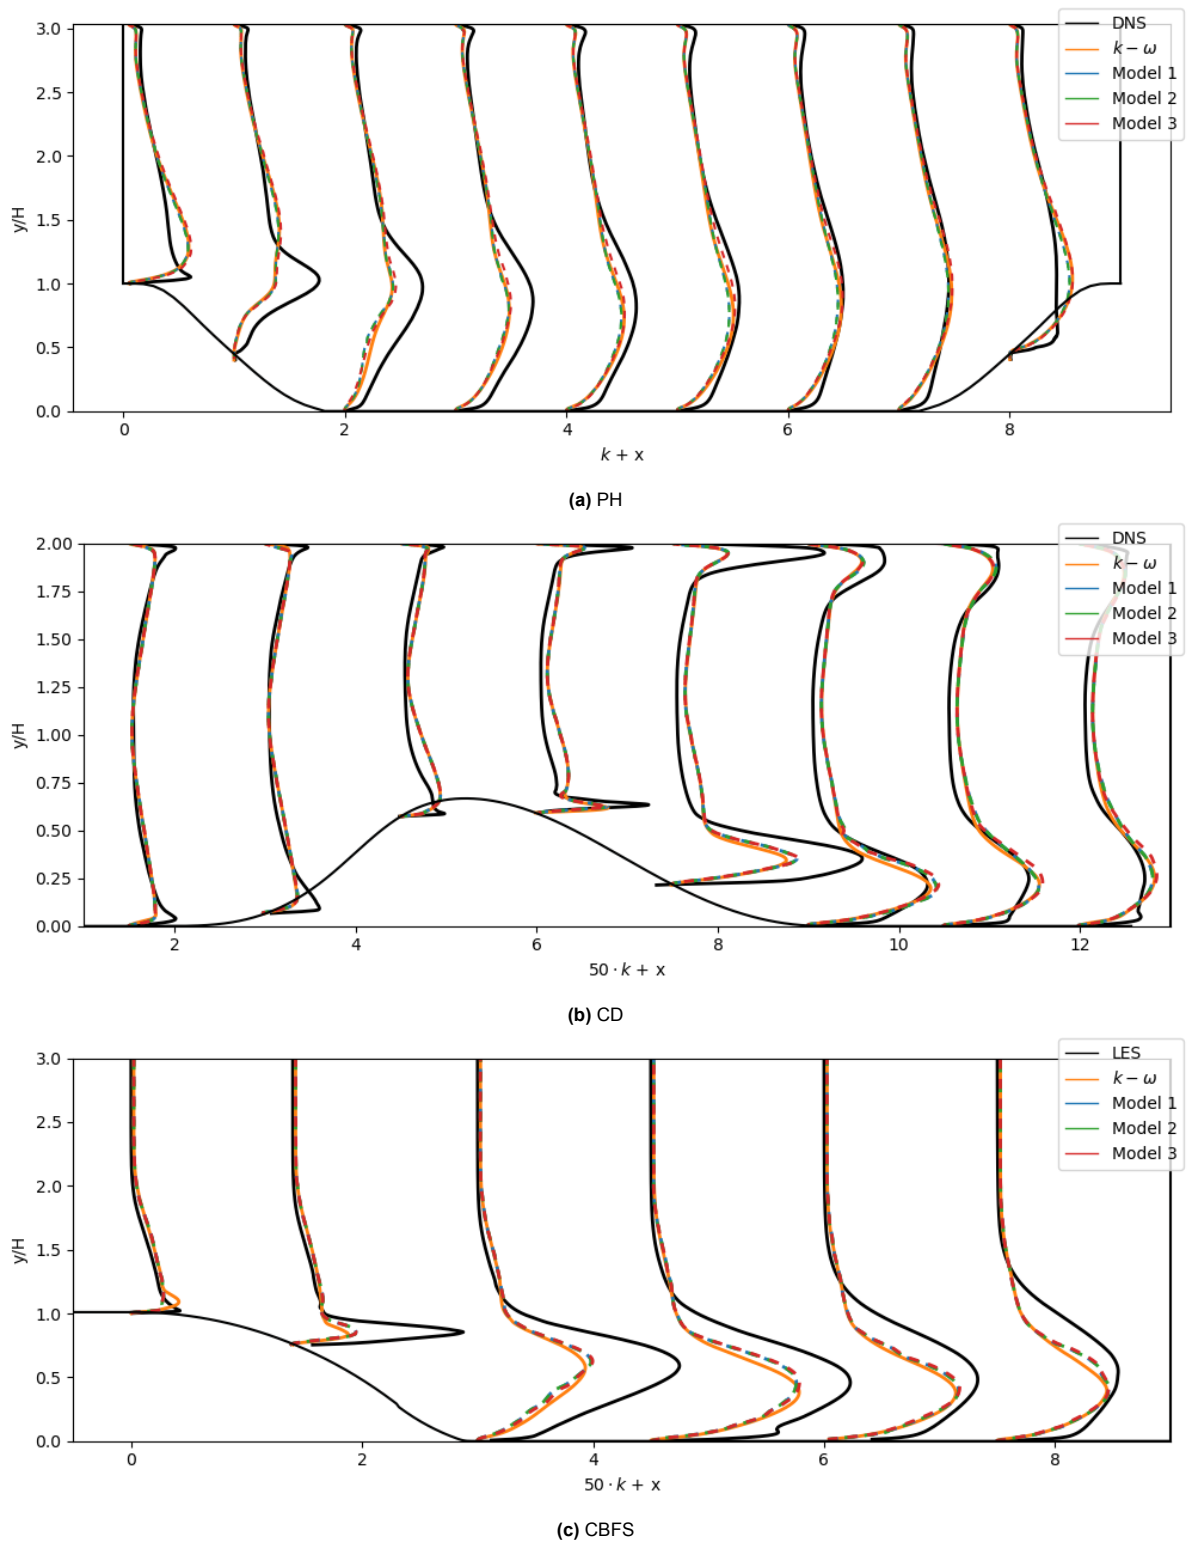 3.0
2.5
2.0
1.5
1.0
0.5
0.0
y/H
0 2 4 6 8
k + x
DNS
k − ω
Model 1
Model 2
Model 3
(a) PH
2.00
1.75
1.50
1.25
1.00
0.75
0.50
0.25
0.00
y/H
2 4 6 8 10 12
50 · k + x
DNS
k − ω
Model 1
Model 2
Model 3
(b) CD
3.0
2.5
2.0
1.5
1.0
0.5
0.0
y/H
0 2 4 6 8
50 · k + x
LES
k − ω
Model 1
Model 2
Model 3
(c) CBFS